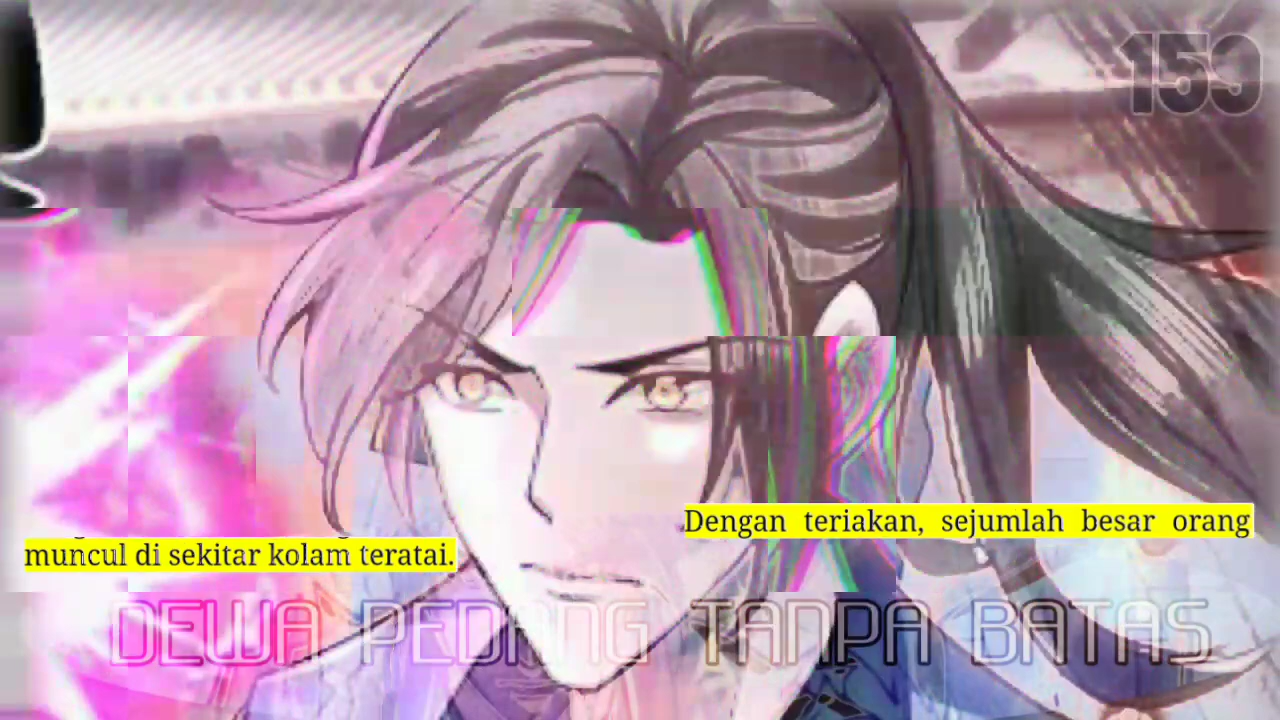 159
Dengan teriakan, sejumlah besar orang
muncul di sekitar kolam teratai.
DEWA PEDANG TANPA BATAS